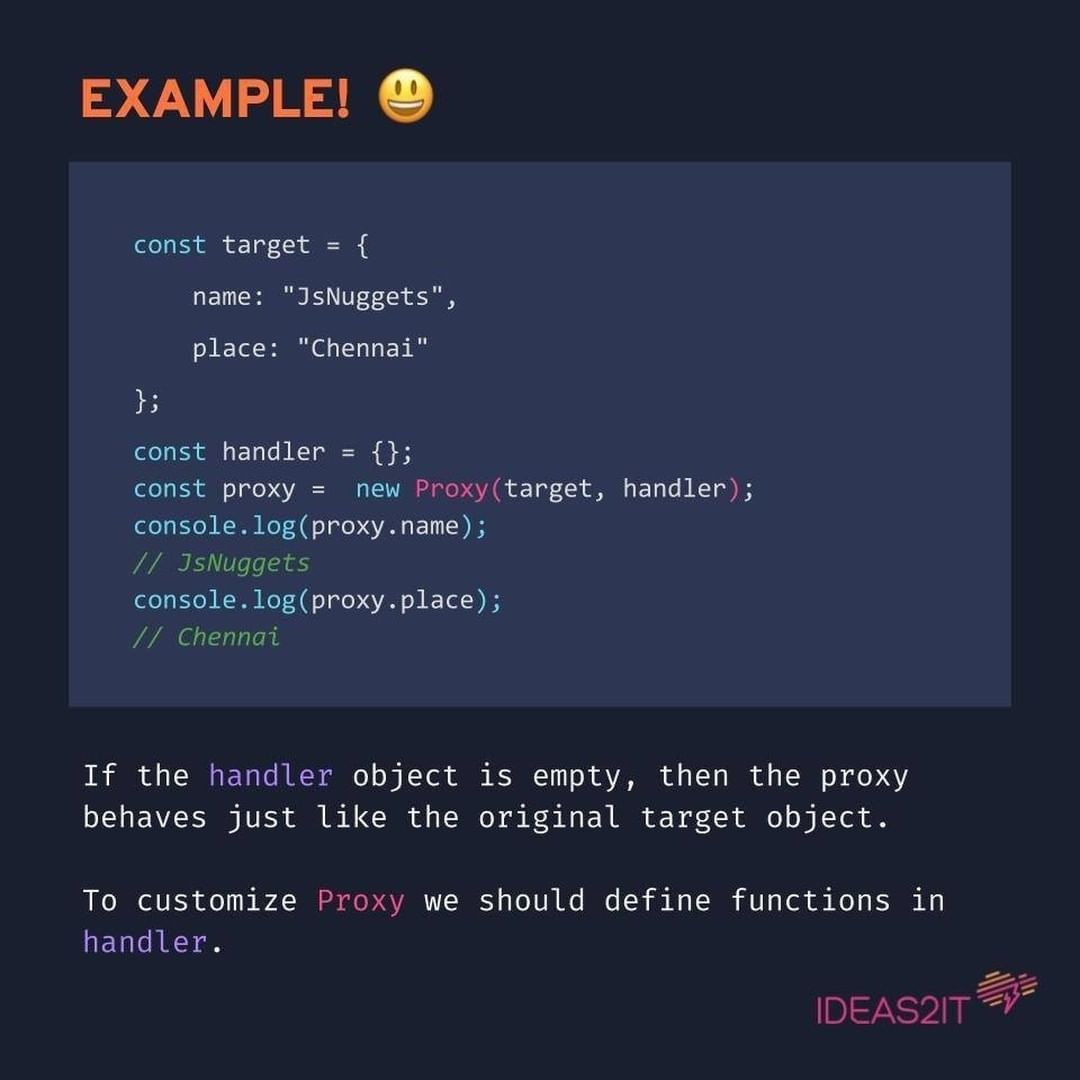 EXAMPLE! 😃
const target = {
    name: "JsNuggets",
    place: "Chennai"
};
const handler = {};
const proxy =  new Proxy(target, handler);
console.log(proxy.name);
// JsNuggets
console.log(proxy.place);
// Chennai
If the handler object is empty, then the proxy
behaves just like the original target object.
To customize Proxy we should define functions in
handler.
IDEAS2IT